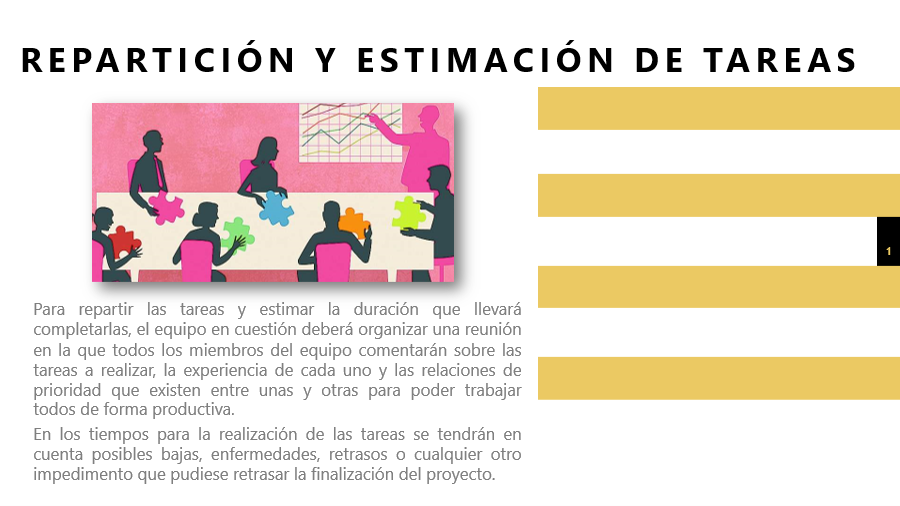 REPARTICIÓN Y ESTIMACIÓN DE TAREAS
1
Para repartir las tareas y estimar la duración que llevará
completarlas, el equipo en cuestión deberá organizar una reunión
en la que todos los miembros del equipo comentarán sobre las
tareas a realizar, la experiencia de cada uno y las relaciones de
prioridad que existen entre unas y otras para poder trabajar
todos de forma productiva.
En los tiempos para la realización de las tareas se tendrán en
cuenta posibles bajas, enfermedades, retrasos o cualquier otro
impedimento que pudiese retrasar la finalización del proyecto.